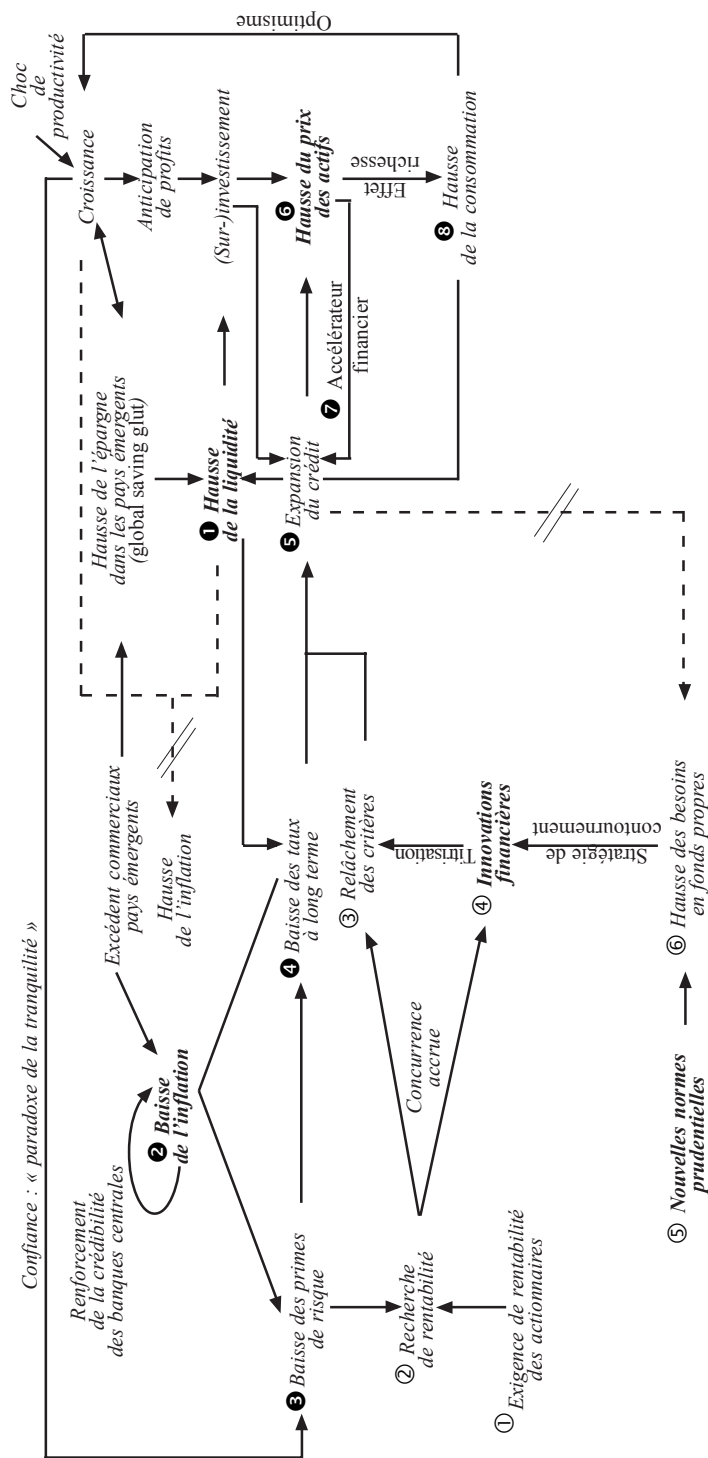 Confiance : « paradoxe de la tranquilité »
Choc
de
productivité
Renforcement
de la crédibilité
des banques centrales
Excédent commerciaux
pays émergents
Hausse de l'épargne
dans les pays émergents
(global saving glut)
Croissance
❷ Baisse
de l'inflation
Hausse
de l'inflation
Anticipation
de profits
❶ Hausse
de la liquidité
(Sur-)investissement
Optimisme
❸ Baisse des primes
de risque
❹ Baisse des taux
à long terme
❺ Expansion
du crédit
❻ Hausse du prix
des actifs
❼ Accélérateur
financier
② Recherche
de rentabilité
Concurrence
accrue
③ Relâchement
des critères
Effet
richesse
Titrisation
① Exigence de rentabilité
des actionnaires
④ Innovations
financières
❽ Hausse
de la consommation
Stratégie de
contournement
⑤ Nouvelles normes
prudentielles
⑥ Hausse des besoins
en fonds propres